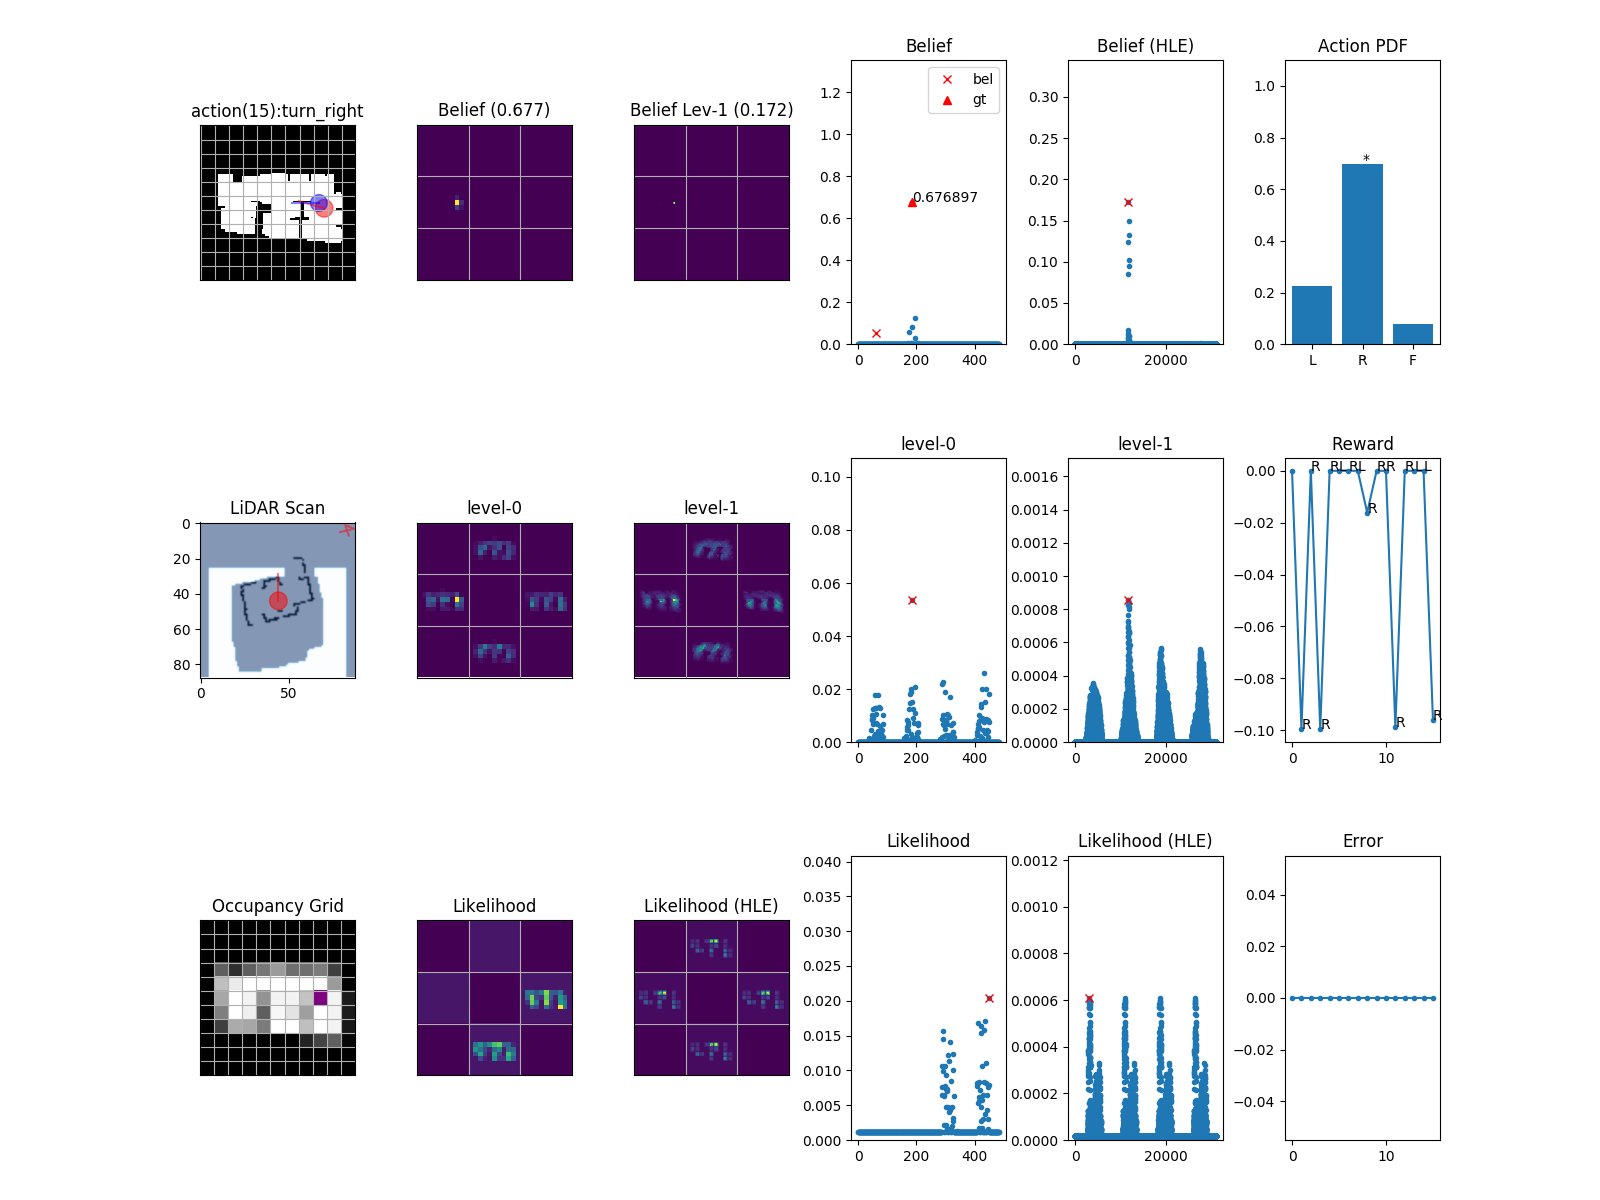 Belief
Belief (HLE)
Action PDF
action(15):turn_right
Belief (0.677)
Belief Lev-1 (0.172)
bel
gt
0.676897
*
1.2
1.0
0.8
0.6
0.4
0.2
0.0
0 200 400
0.30
0.25
0.20
0.15
0.10
0.05
0.00
0 20000
1.0
0.8
0.6
0.4
0.2
0.0
L R F
LiDAR Scan
level-0
level-1
level-0
level-1
Reward
0
20
40
60
80
0 50
0.10
0.08
0.06
0.04
0.02
0.00
0 200 400
0.0016
0.0014
0.0012
0.0010
0.0008
0.0006
0.0004
0.0002
0.0000
0 20000
0.00
−0.02
−0.04
−0.06
−0.08
−0.10
0 10
R RL RL RR RLL
R
R R R R
Occupancy Grid
Likelihood
Likelihood (HLE)
Likelihood
Likelihood (HLE)
Error
0.040
0.035
0.030
0.025
0.020
0.015
0.010
0.005
0.000
0 200 400
0.0012
0.0010
0.0008
0.0006
0.0004
0.0002
0.0000
0 20000
0.04
0.02
0.00
−0.02
−0.04
0 10